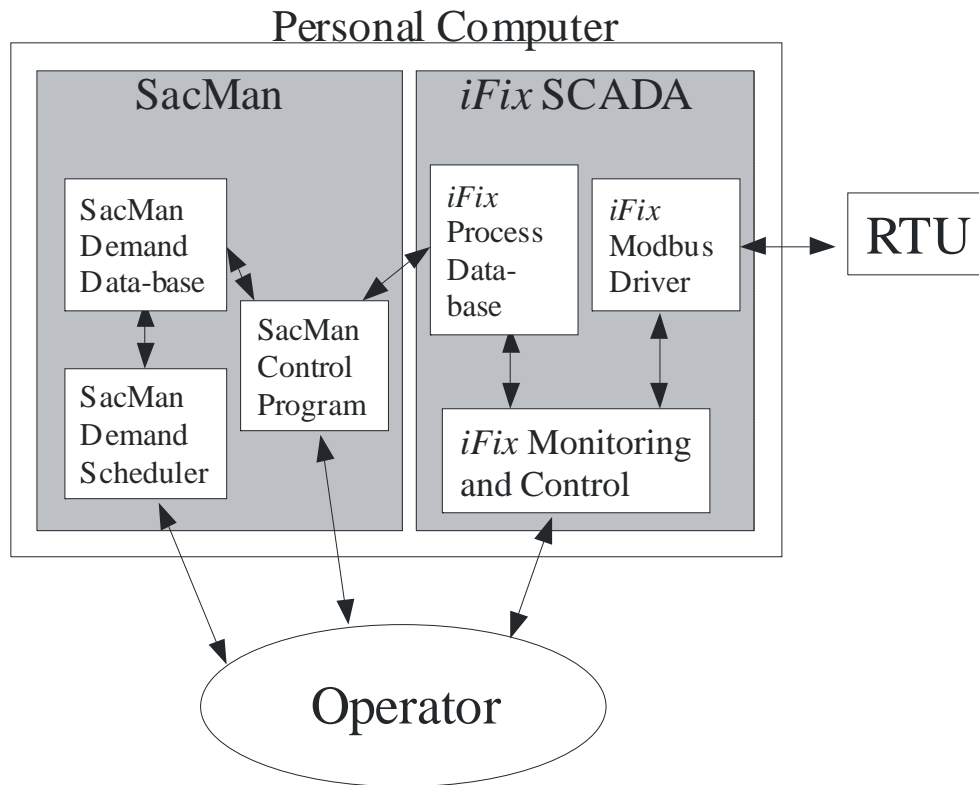 Personal Computer
SacMan
iFix SCADA
SacMan
Demand
Data-base
SacMan
Demand
Scheduler
SacMan
Control
Program
iFix
Process
Data-
base
iFix
Modbus
Driver
iFix Monitoring
and Control
RTU
Operator